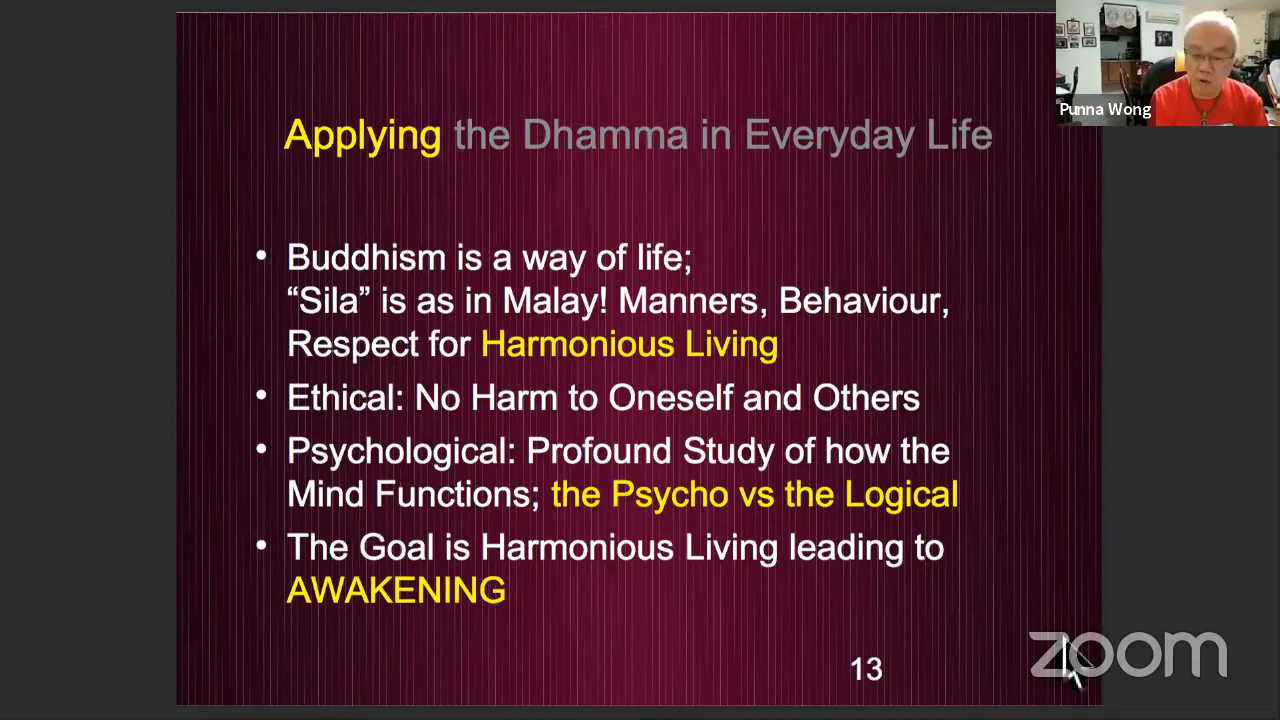 Punna Wong
Applying the Dhamma in Everyday Life
• Buddhism is a way of life;
“Sila” is as in Malay! Manners, Behaviour,
Respect for Harmonious Living
• Ethical: No Harm to Oneself and Others
• Psychological: Profound Study of how the
Mind Functions; the Psycho vs the Logical
• The Goal is Harmonious Living leading to
AWAKENING
13
zoom